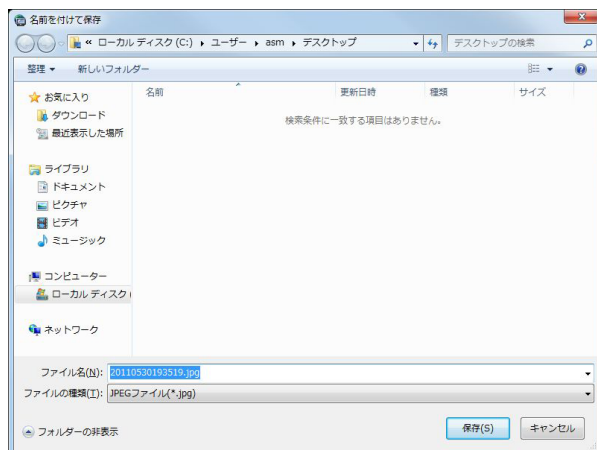 名前を付けて保存
« ローカル ディスク (C:) ▸ ユーザー ▸ asm ▸ デスクトップ
デスクトップの検索
整理 ▼ 新しいフォルダー
お気に入り
ダウンロード
最近表示した場所
ライブラリ
ドキュメント
ピクチャ
ビデオ
ミュージック
コンピューター
ローカル ディスク (
ネットワーク
名前 更新日時 種類 サイズ
検索条件に一致する項目はありません。
ファイル名(N): 20110530193519.jpg
ファイルの種類(T): JPEGファイル(*.jpg)
フォルダーの非表示
保存(S) キャンセル